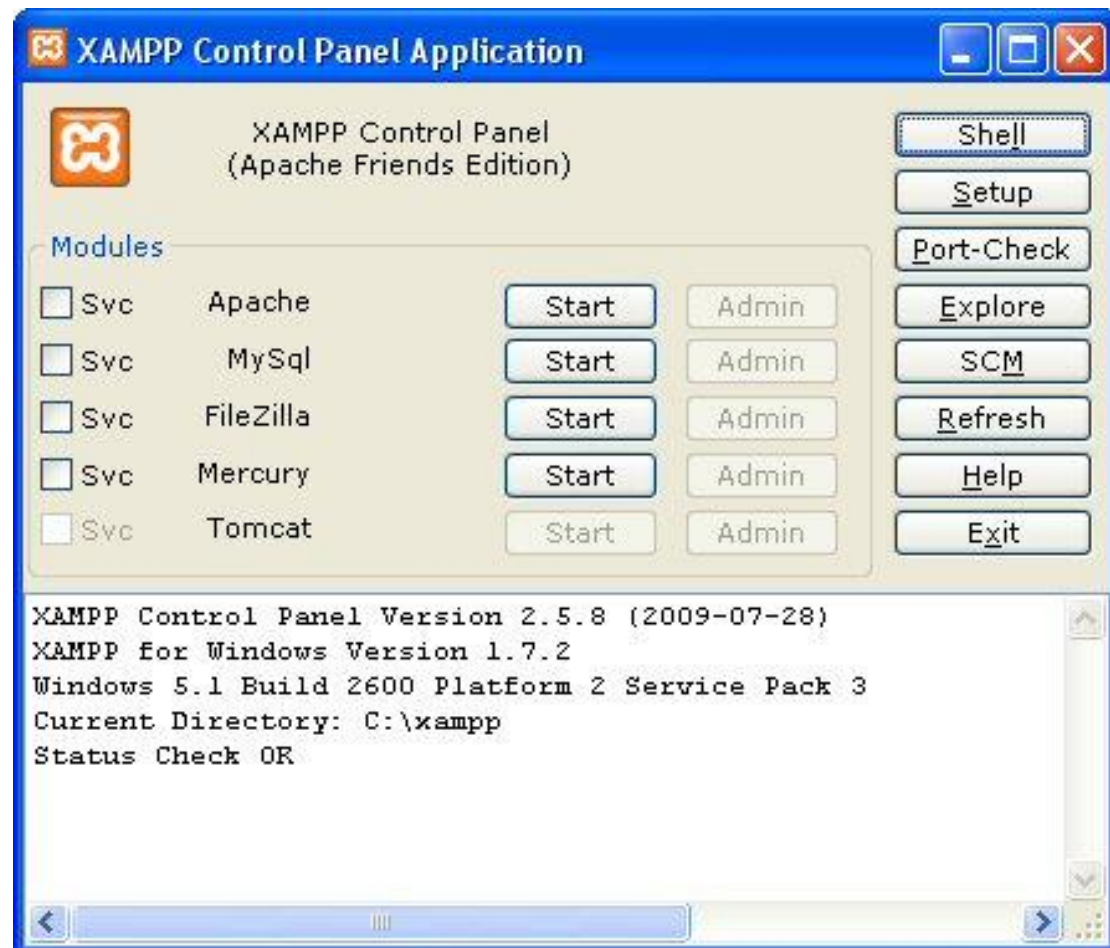 XAMPP Control Panel Application
XAMPP Control Panel
(Apache Friends Edition)
Shell
Setup
Port-Check
Explore
SCM
Refresh
Help
Exit
Modules
Svc Apache Start Admin
Svc MySql Start Admin
Svc FileZilla Start Admin
Svc Mercury Start Admin
Svc Tomcat Start Admin
XAMPP Control Panel Version 2.5.8 (2009-07-28)
XAMPP for Windows Version 1.7.2
Windows 5.1 Build 2600 Platform 2 Service Pack 3
Current Directory: C:\xampp
Status Check OK